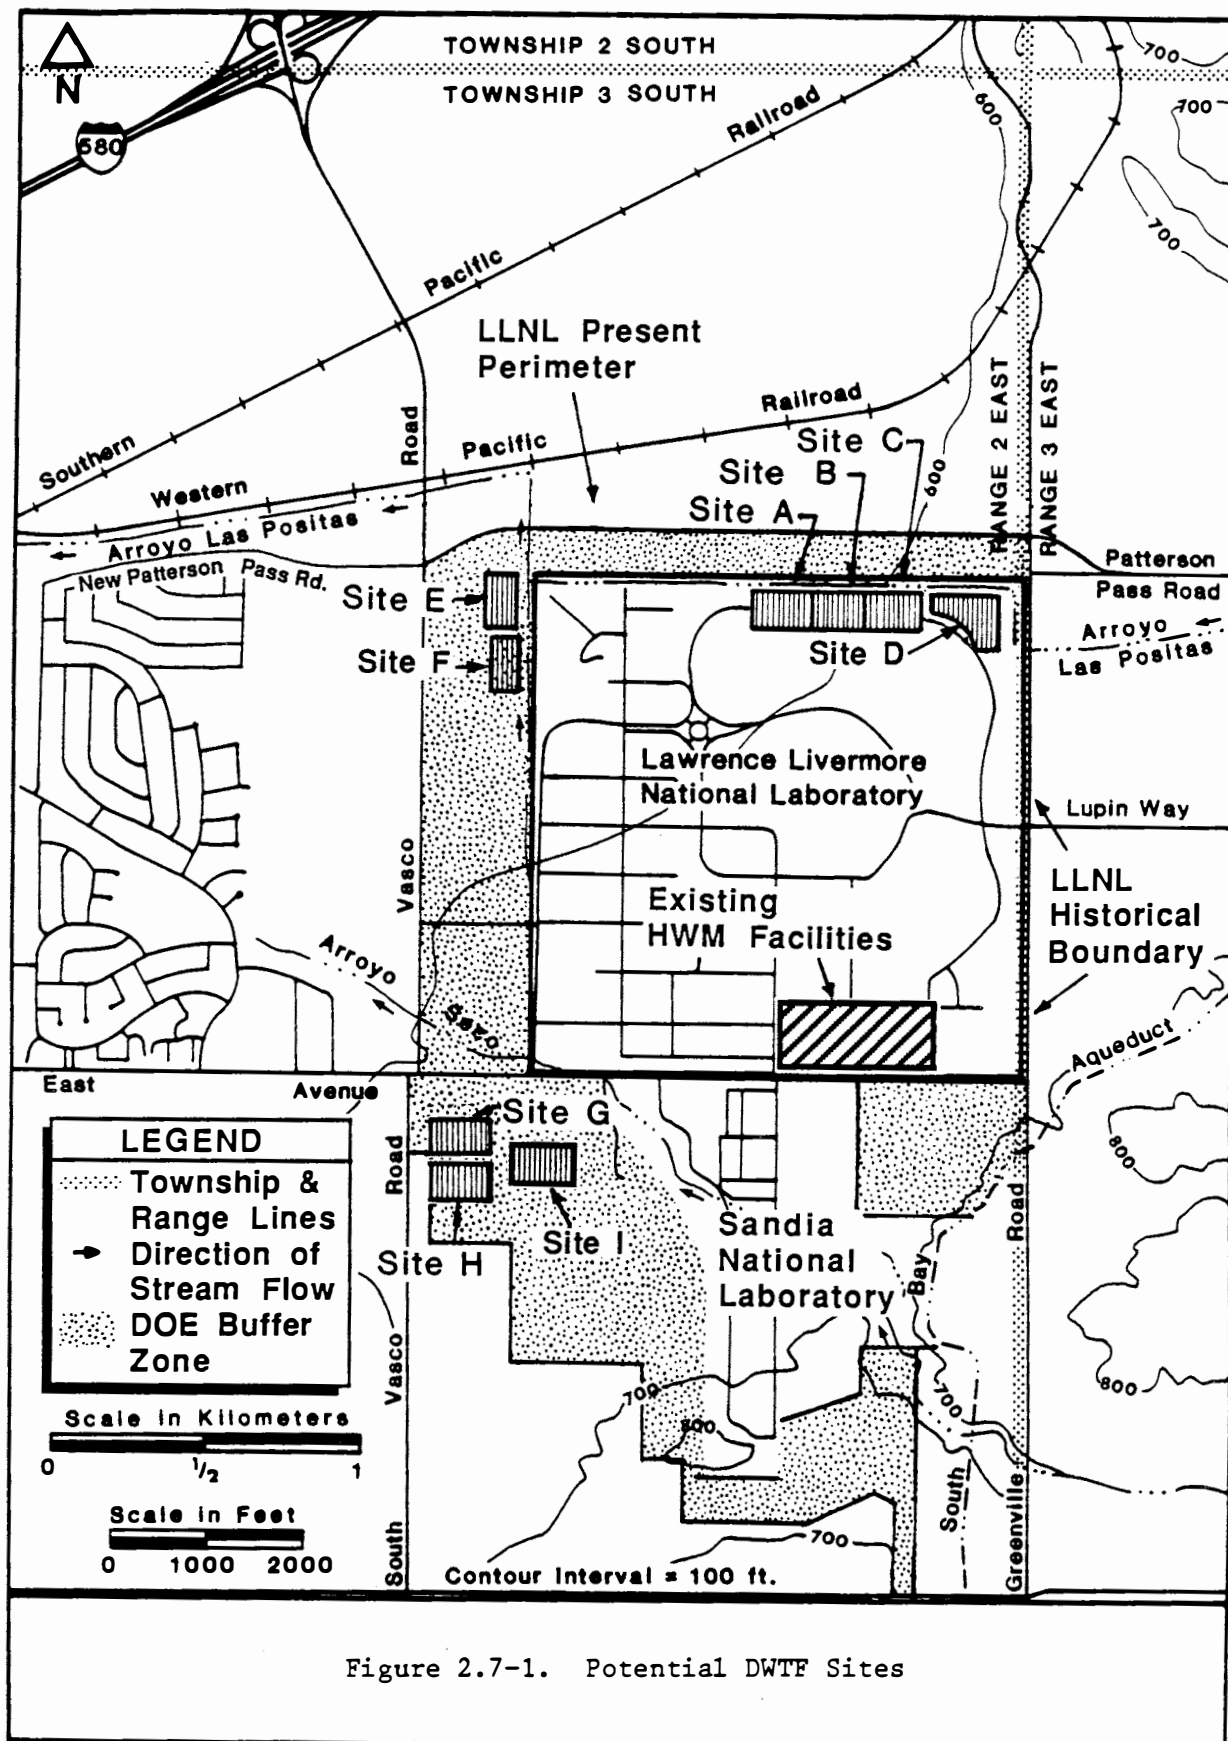 N
TOWNSHIP 2 SOUTH
TOWNSHIP 3 SOUTH
580
700
700
700
600
Southern
Pacific
Railroad
LLNL Present
Perimeter
Western
Pacific
Railroad
Road
RANGE 2 EAST
RANGE 3 EAST
600
Site C
Site B
Site A
Arroyo Las Positas
New Patterson Pass Rd.
Patterson
Pass Road
Arroyo
Las Positas
Site E
Site F
Site D
Lawrence Livermore
National Laboratory
Lupin Way
Vasco
LLNL
Historical
Boundary
Existing
HWM Facilities
Arroyo
Seco
Aqueduct
East
Avenue
Site G
Site H
Site I
Road
Vasco
South
Sandia
National
Laboratory
Bay
South
Road
Greenville
800
800
700
800
700
700
LEGEND
Township &
Range Lines
Direction of
Stream Flow
DOE Buffer
Zone
Scale in Kilometers
0 1/2 1
Scale in Feet
0 1000 2000
Contour Interval = 100 ft.
Figure 2.7-1. Potential DWTF Sites